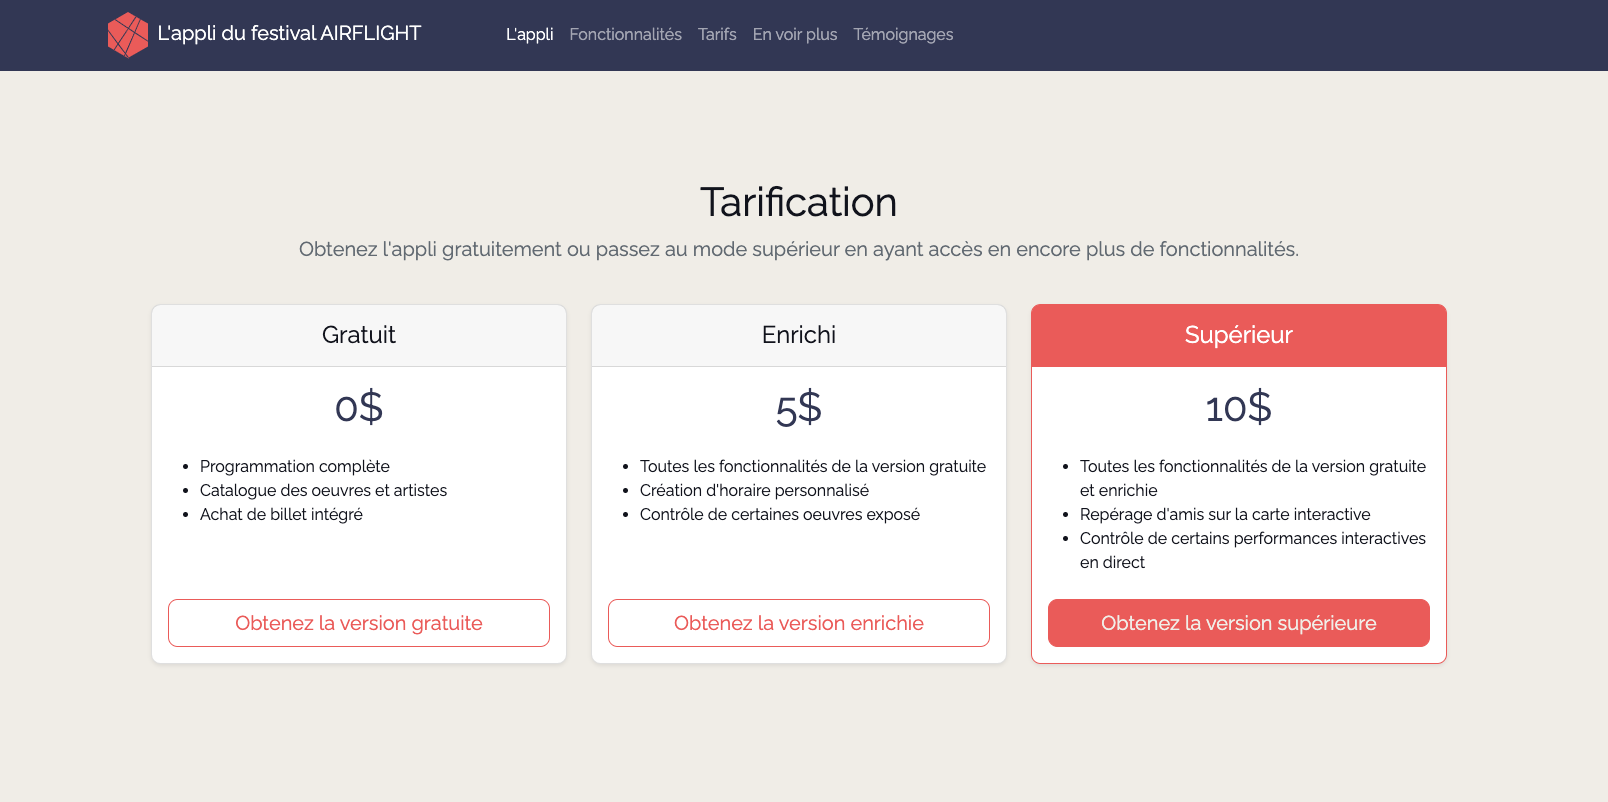 L'appli du festival AIRFLIGHT
L'appli Fonctionnalités Tarifs En voir plus Témoignages
Tarification
Obtenez l'appli gratuitement ou passez au mode supérieur en ayant accès en encore plus de fonctionnalités.
Gratuit
0$
Programmation complète
Catalogue des oeuvres et artistes
Achat de billet intégré
Obtenez la version gratuite
Enrichi
5$
Toutes les fonctionnalités de la version gratuite
Création d'horaire personnalisé
Contrôle de certaines oeuvres exposé
Obtenez la version enrichie
Supérieur
10$
Toutes les fonctionnalités de la version gratuite
et enrichie
Repérage d'amis sur la carte interactive
Contrôle de certains performances interactives
en direct
Obtenez la version supérieure